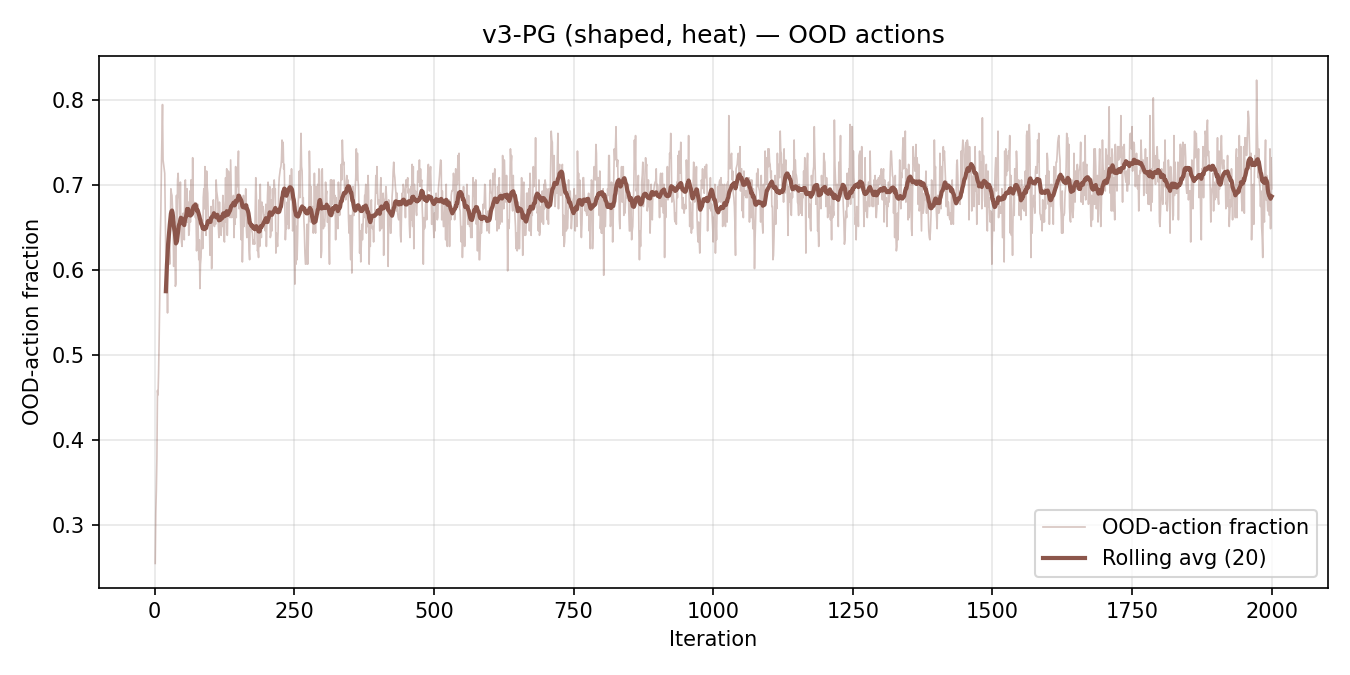 v3-PG (shaped, heat) — OOD actions
OOD-action fraction
0.8
0.7
0.6
0.5
0.4
0.3
OOD-action fraction
Rolling avg (20)
0 250 500 750 1000 1250 1500 1750 2000
Iteration